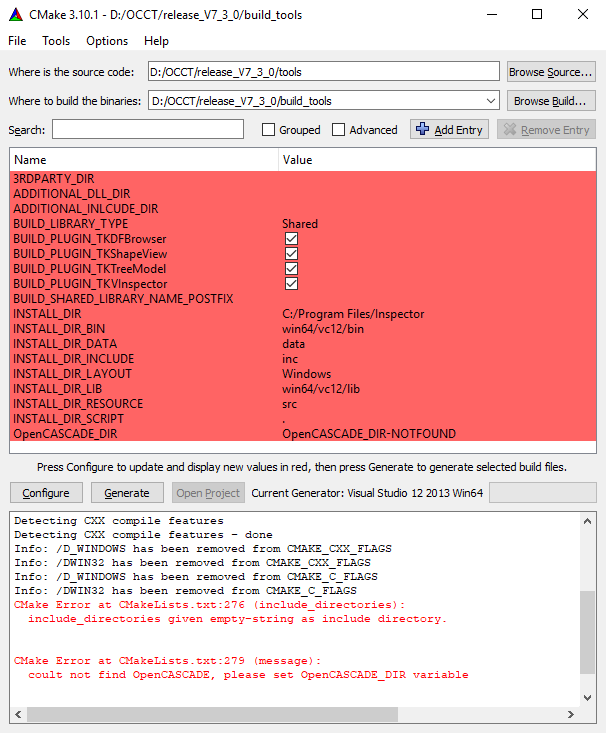 CMake 3.10.1 - D:/OCCT/release_V7_3_0/build_tools
File Tools Options Help
Where is the source code: D:/OCCT/release_V7_3_0/tools Browse Source...
Where to build the binaries: D:/OCCT/release_V7_3_0/build_tools Browse Build...
Search: Grouped Advanced Add Entry Remove Entry
Name Value
3RDPARTY_DIR
ADDITIONAL_DLL_DIR
ADDITIONAL_INLCUDE_DIR
BUILD_LIBRARY_TYPE Shared
BUILD_PLUGIN_TKDFBrowser
BUILD_PLUGIN_TKShapeView
BUILD_PLUGIN_TKTreeModel
BUILD_PLUGIN_TKVInspector
BUILD_SHARED_LIBRARY_NAME_POSTFIX
INSTALL_DIR C:/Program Files/Inspector
INSTALL_DIR_BIN win64/vc12/bin
INSTALL_DIR_DATA data
INSTALL_DIR_INCLUDE inc
INSTALL_DIR_LAYOUT Windows
INSTALL_DIR_LIB win64/vc12/lib
INSTALL_DIR_RESOURCE src
INSTALL_DIR_SCRIPT .
OpenCASCADE_DIR OpenCASCADE_DIR-NOTFOUND
Press Configure to update and display new values in red, then press Generate to generate selected build files.
Configure Generate Open Project Current Generator: Visual Studio 12 2013 Win64
Detecting CXX compile features
Detecting CXX compile features - done
Info: /D_WINDOWS has been removed from CMAKE_CXX_FLAGS
Info: /DWIN32 has been removed from CMAKE_CXX_FLAGS
Info: /D_WINDOWS has been removed from CMAKE_C_FLAGS
Info: /DWIN32 has been removed from CMAKE_C_FLAGS
CMake Error at CMakeLists.txt:276 (include_directories):
include_directories given empty-string as include directory.
CMake Error at CMakeLists.txt:279 (message):
coult not find OpenCASCADE, please set OpenCASCADE_DIR variable